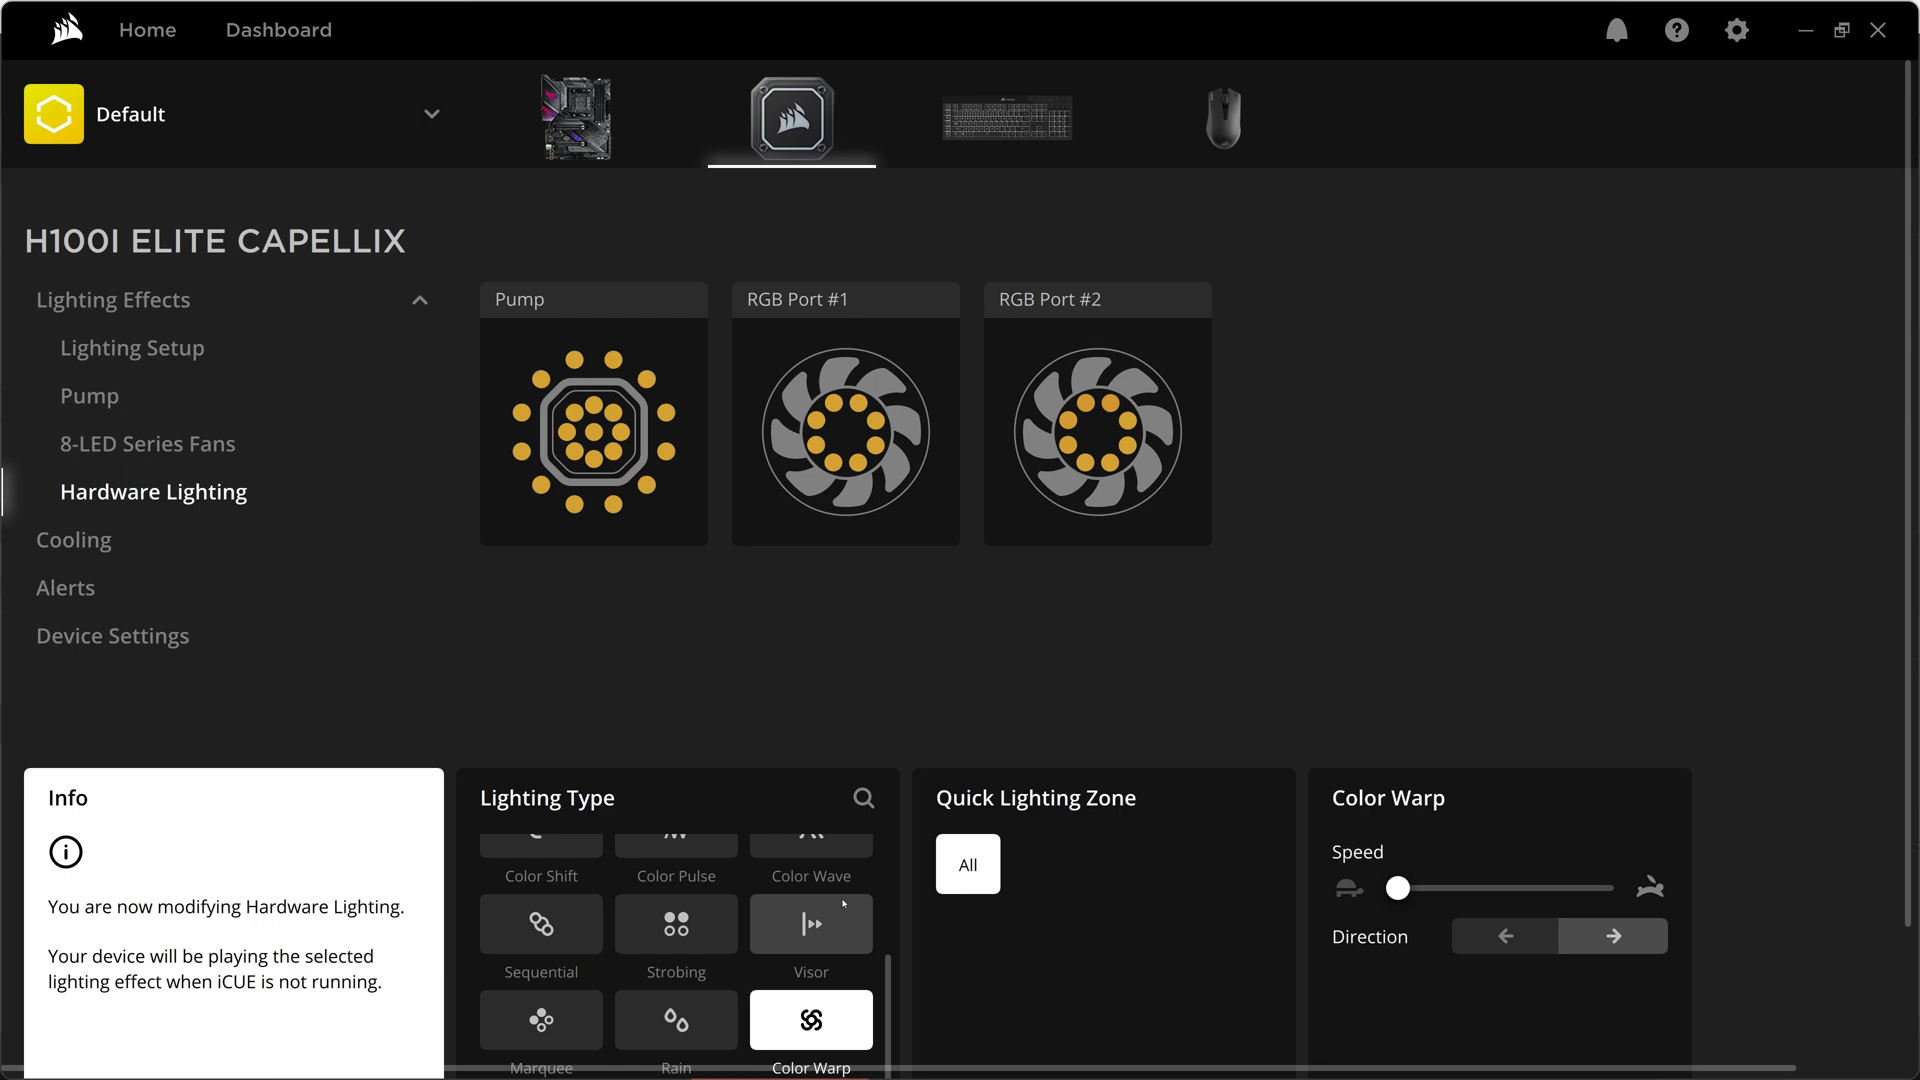 Home
Dashboard
Default
H100I ELITE CAPELLIX
Lighting Effects
Lighting Setup
Pump
8-LED Series Fans
Hardware Lighting
Cooling
Alerts
Device Settings
Pump
RGB Port #1
RGB Port #2
Info
You are now modifying Hardware Lighting.
Your device will be playing the selected
lighting effect when iCUE is not running.
Lighting Type
Color Shift
Color Pulse
Color Wave
Sequential
Strobing
Visor
Marquee
Rain
Color Warp
Quick Lighting Zone
All
Color Warp
Speed
Direction